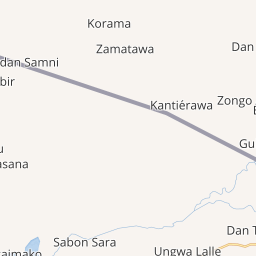 Korama
Zamatawa
Dan
dan Samni
bir
Kantiérawa
Zongo
Gu
u
asana
Dan T
Sabon Sara
Ungwa Lalle
aimako